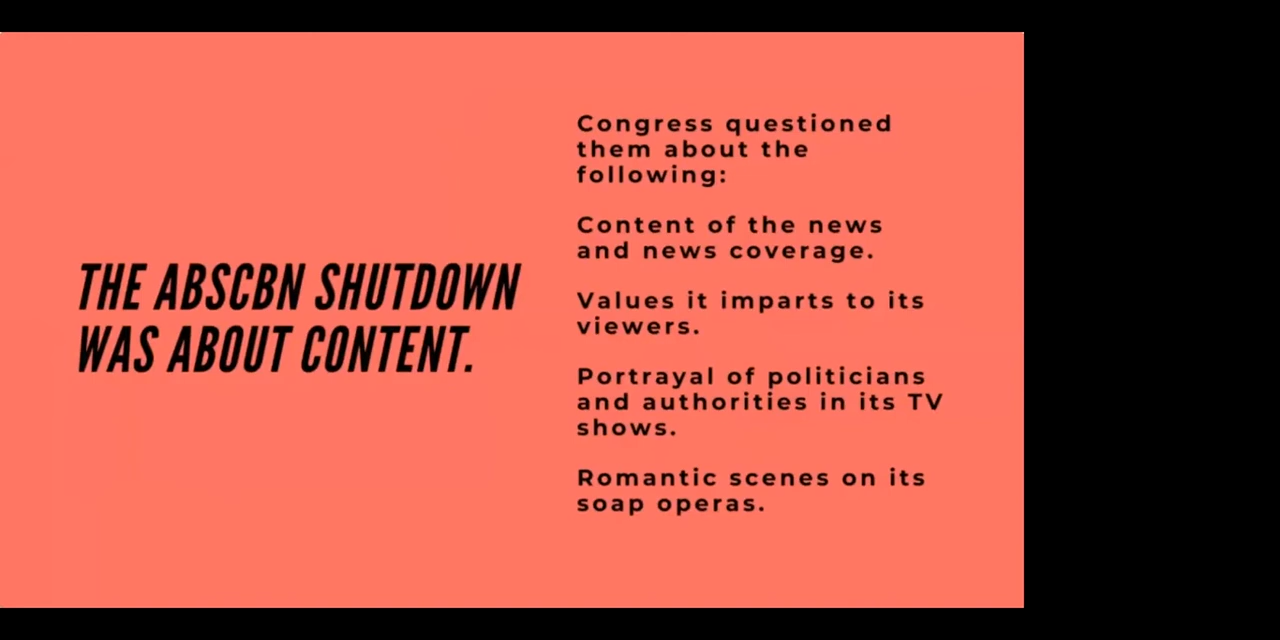 THE ABSCBN SHUTDOWN
WAS ABOUT CONTENT.
Congress questioned
them about the
following:
Content of the news
and news coverage.
Values it imparts to its
viewers.
Portrayal of politicians
and authorities in its TV
shows.
Romantic scenes on its
soap operas.